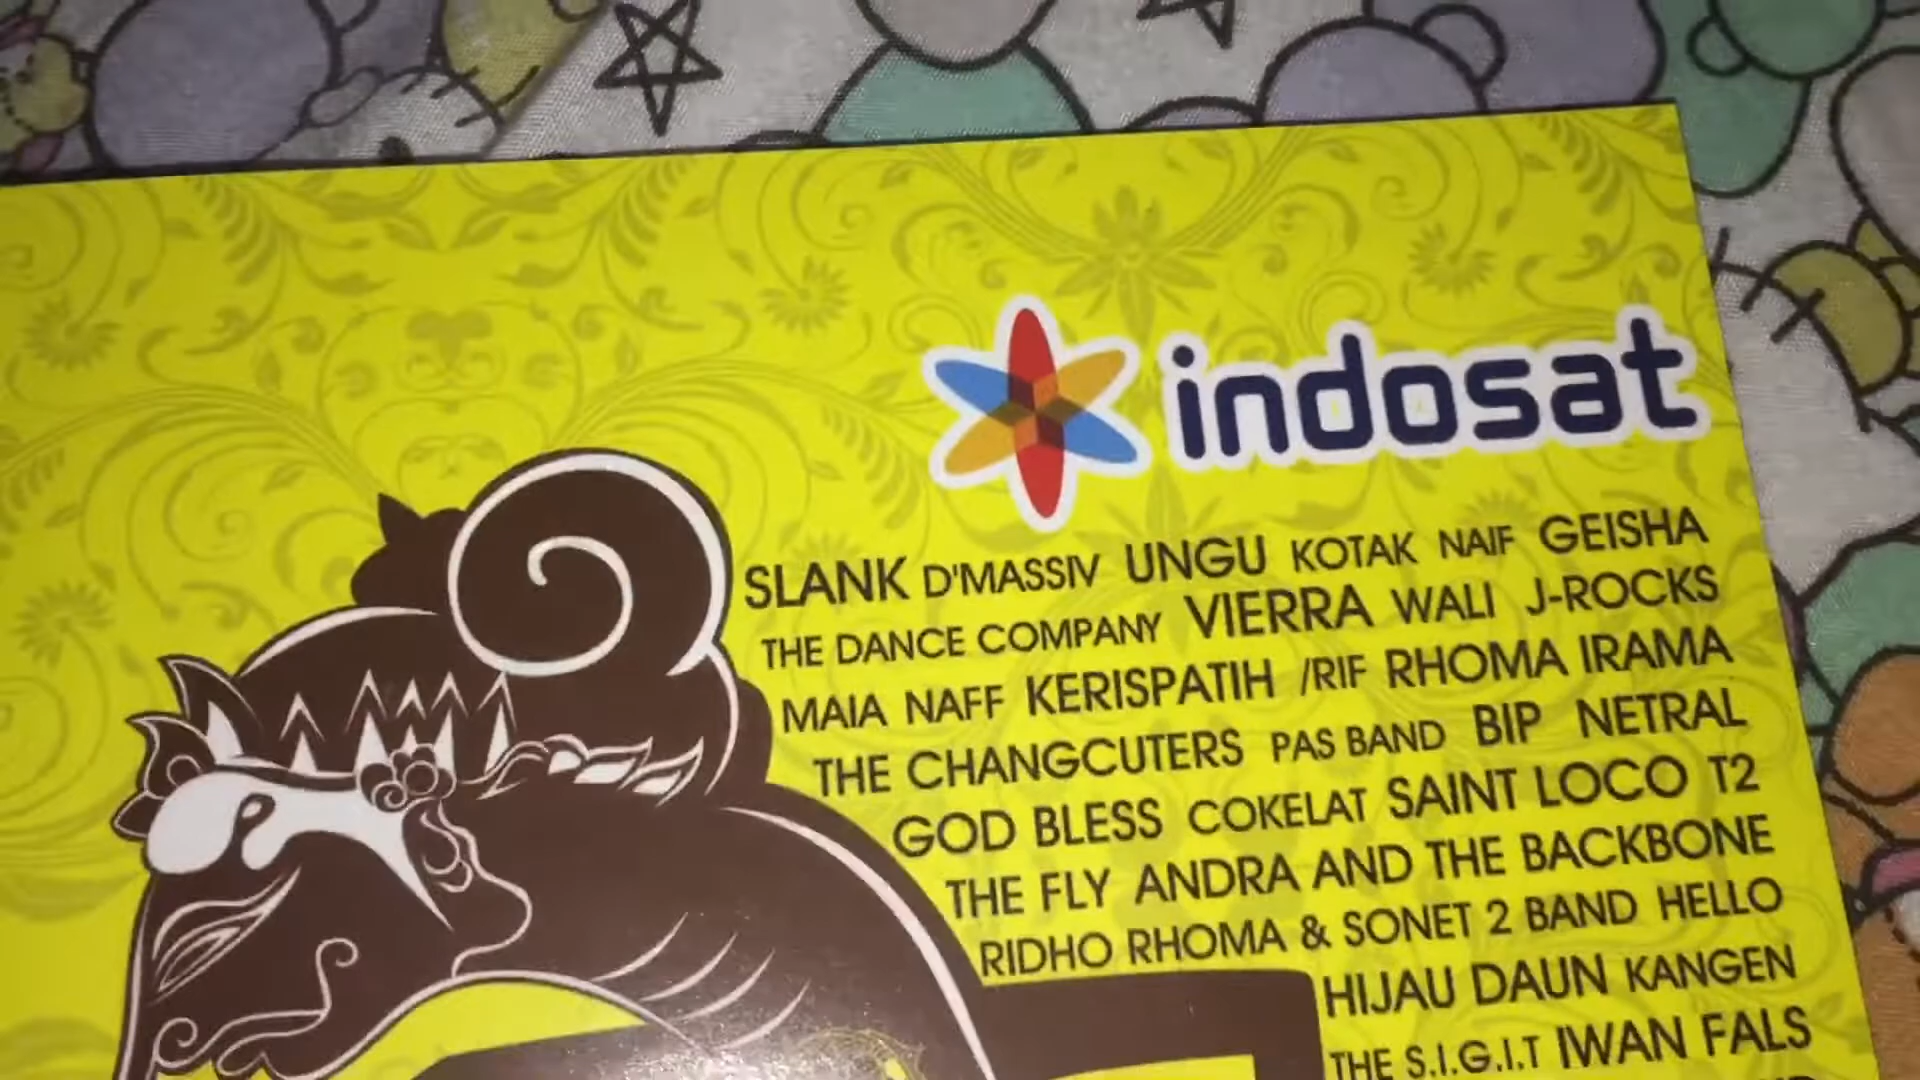 indosat
SLANK D'MASSIV UNGU KOTAK NAIF GEISHA
THE DANCE COMPANY VIERRA WALI J-ROCKS
MAIA NAFF KERISPATIH /RIF RHOMA IRAMA
THE CHANGCUTERS PAS BAND BIP NETRAL
GOD BLESS COKELAT SAINT LOCO T2
THE FLY ANDRA AND THE BACKBONE
RIDHO RHOMA & SONET 2 BAND HELLO
HIJAU DAUN KANGEN
THE S.I.G.I.T IWAN FALS